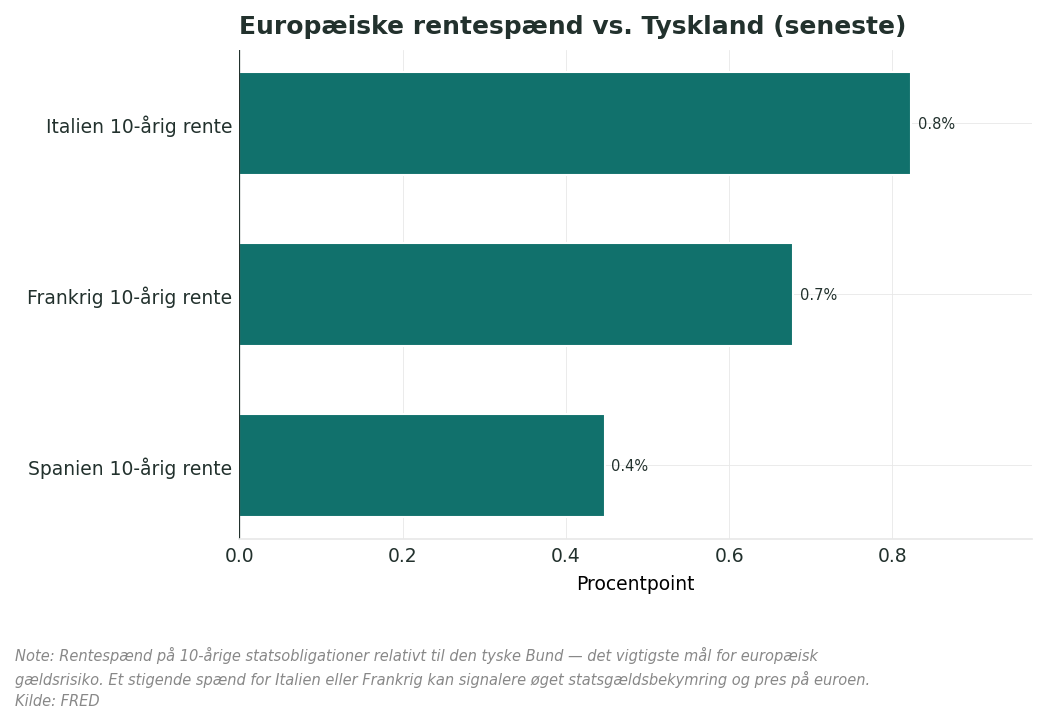 Europæiske rentespænd vs. Tyskland (seneste)
Italien 10-årig rente
0.8%
Frankrig 10-årig rente
0.7%
Spanien 10-årig rente
0.4%
0.0 0.2 0.4 0.6 0.8
Procentpoint
Note: Rentespænd på 10-årige statsobligationer relativt til den tyske Bund — det vigtigste mål for europæisk
gældsrisiko. Et stigende spænd for Italien eller Frankrig kan signalere øget statsgældsbekymring og pres på euroen.
Kilde: FRED